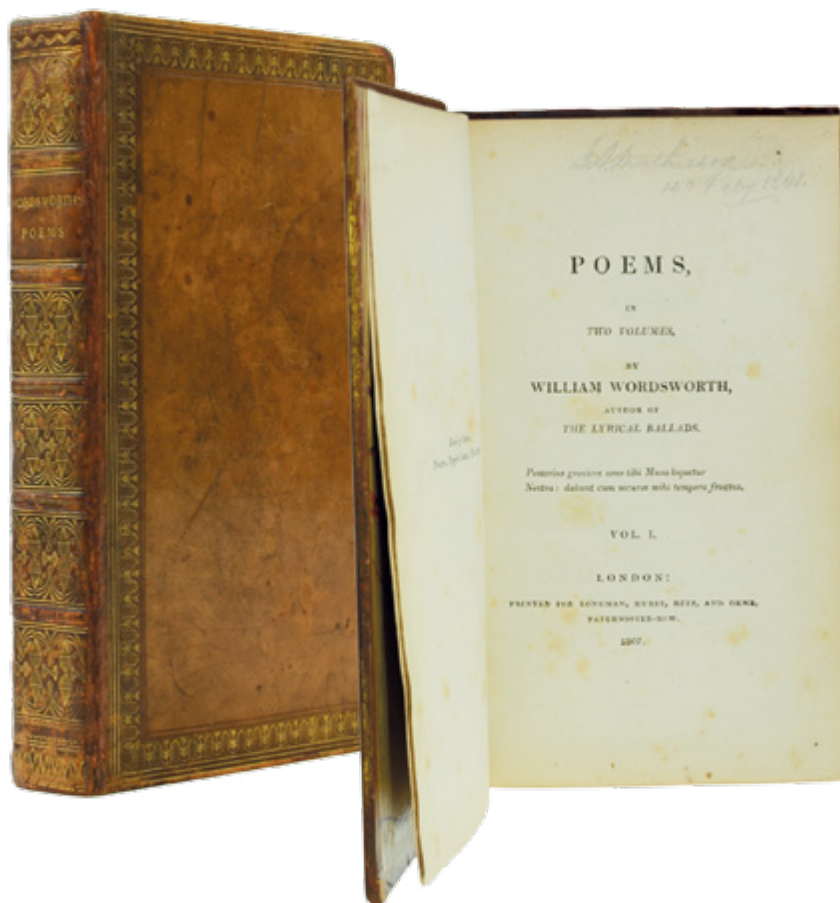 WORDSWORTH'S
POEMS
POEMS,
IN
TWO VOLUMES,
BY
WILLIAM WORDSWORTH,
AUTHOR OF
THE LYRICAL BALLADS.
Posterius graviore sono tibi Musa loquetur
Nostra: dabunt cum securos mihi tempora fructus.
VOL. I.
LONDON:
PRINTED FOR LONGMAN, HURST, REES, AND ORME,
PATERNOSTER-ROW.
1807.